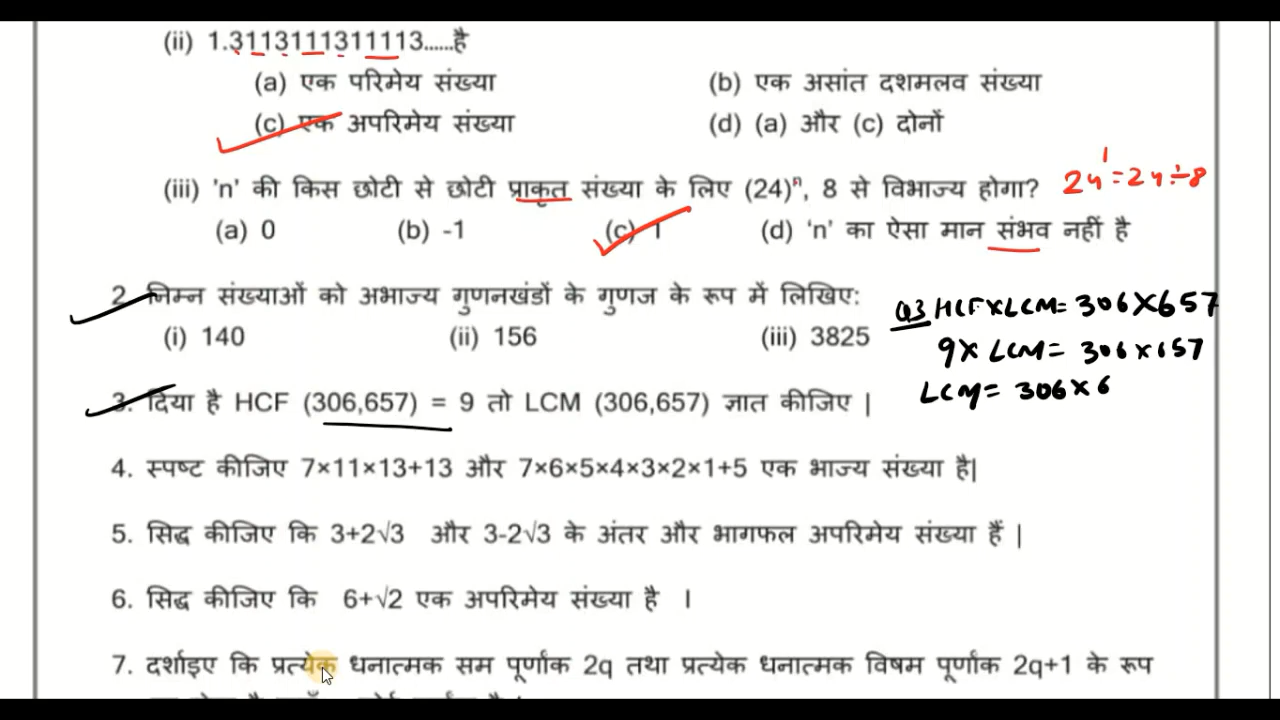 (ii) 1.3113111311113......है
(a) एक परिमेय संख्या (b) एक असांत दशमलव संख्या
(c) एक अपरिमेय संख्या (d) (a) और (c) दोनों
(iii) 'n' की किस छोटी से छोटी प्राकृत संख्या के लिए (24)ⁿ, 8 से विभाज्य होगा?
24¹=24÷8
(a) 0 (b) -1 (c) 1 (d) 'n' का ऐसा मान संभव नहीं है
2. निम्न संख्याओं को अभाज्य गुणनखंडों के गुणज के रूप में लिखिए:
(i) 140 (ii) 156 (iii) 3825
Q3 HCF×LCM= 306×657
9× LCM= 306×657
LCM= 306×6
3. दिया है HCF (306,657) = 9 तो LCM (306,657) ज्ञात कीजिए |
4. स्पष्ट कीजिए 7×11×13+13 और 7×6×5×4×3×2×1+5 एक भाज्य संख्या है|
5. सिद्ध कीजिए कि 3+2√3 और 3-2√3 के अंतर और भागफल अपरिमेय संख्या हैं |
6. सिद्ध कीजिए कि 6+√2 एक अपरिमेय संख्या है ।
7. दर्शाइए कि प्रत्येक धनात्मक सम पूर्णांक 2q तथा प्रत्येक धनात्मक विषम पूर्णांक 2q+1 के रूप